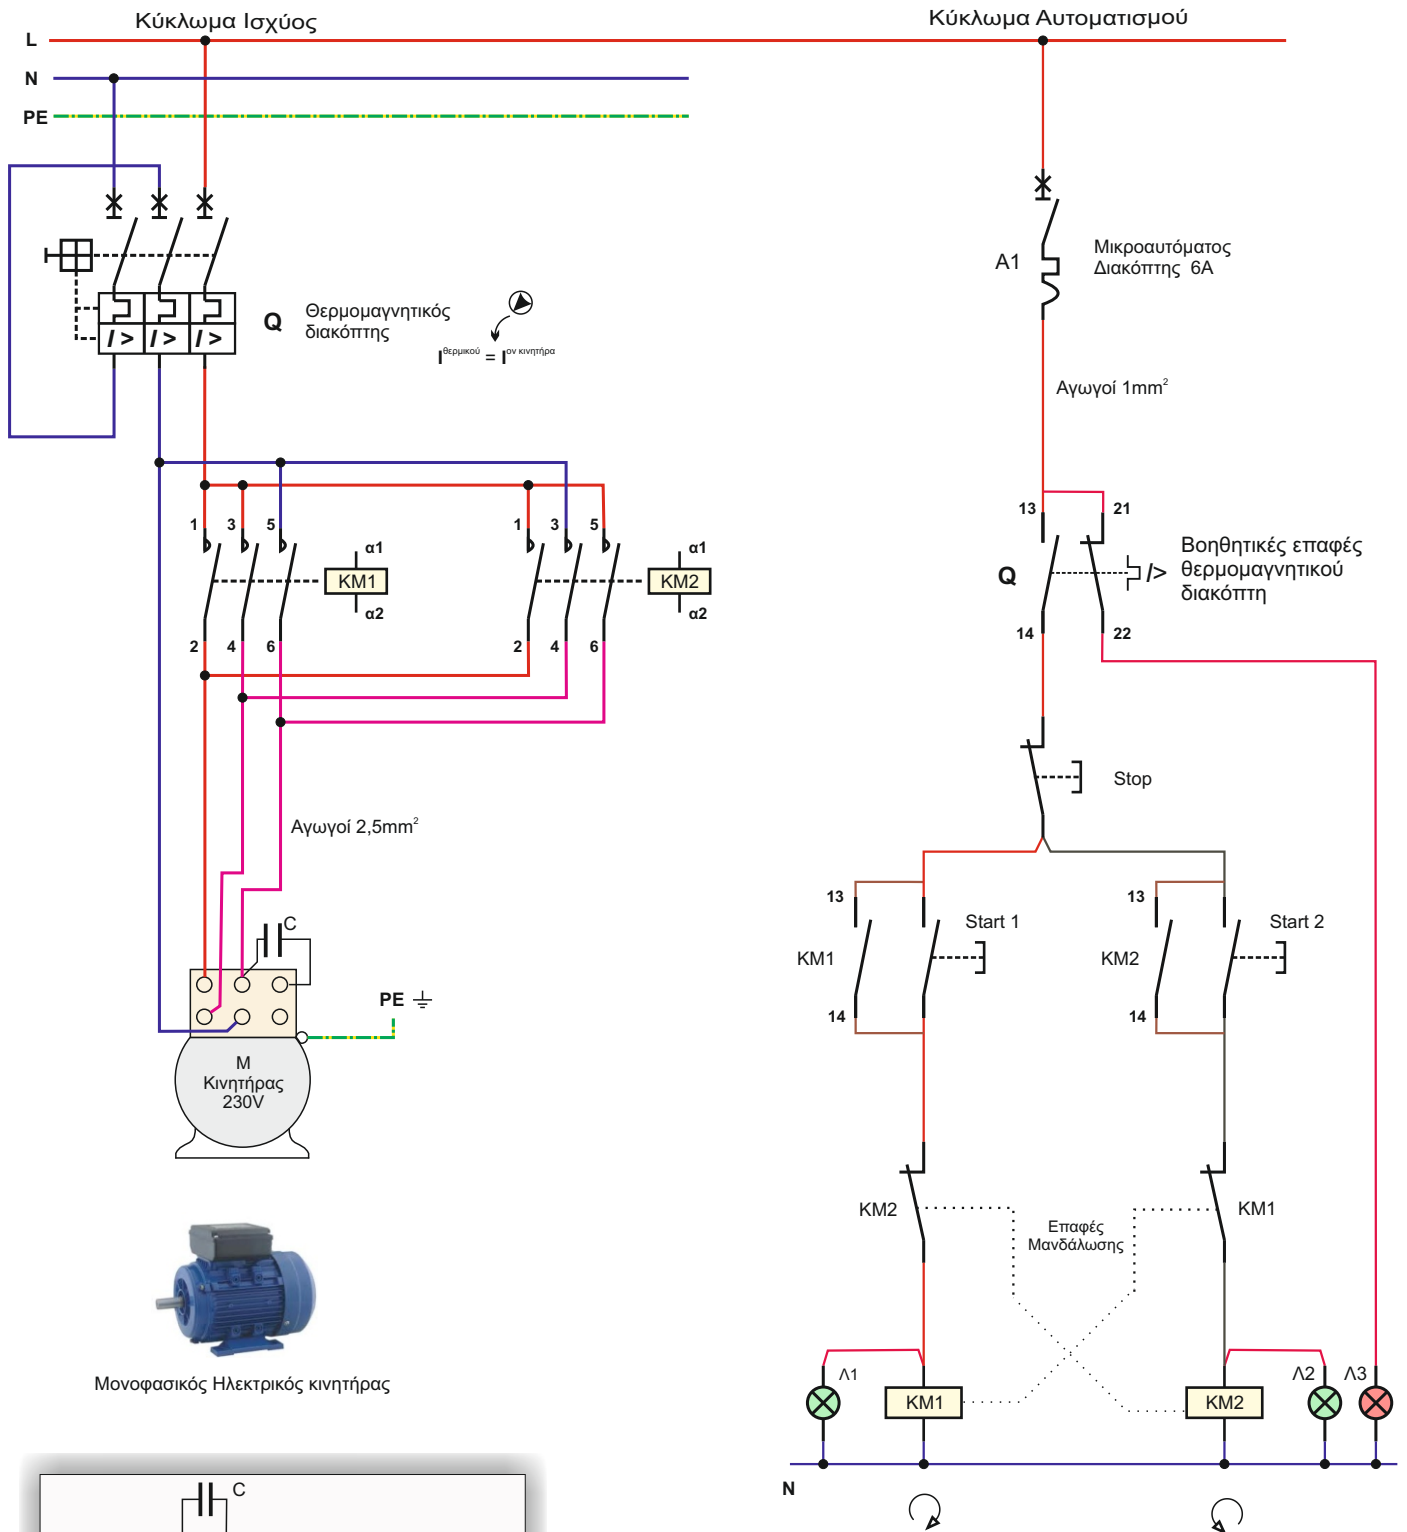 Κύκλωμα Ισχύος
Κύκλωμα Αυτοματισμού
L
N
PE
A1
Μικροαυτόματος
Διακόπτης 6Α
Q
Θερμομαγνητικός
διακόπτης
I θερμικού = I ον κινητήρα
I >
I >
I >
Αγωγοί 1mm²
1 3 5
α1
KM1
α2
2 4 6
1 3 5
α1
KM2
α2
2 4 6
13 21
Q
I>
Βοηθητικές επαφές
θερμομαγνητικού
διακόπτη
14 22
Stop
Αγωγοί 2,5mm²
13
KM1
14
Start 1
13
KM2
14
Start 2
C
PE
M
Κινητήρας
230V
KM2
Επαφές
Μανδάλωσης
KM1
Μονοφασικός Ηλεκτρικός κινητήρας
Λ1
KM1
KM2
Λ2
Λ3
N
C